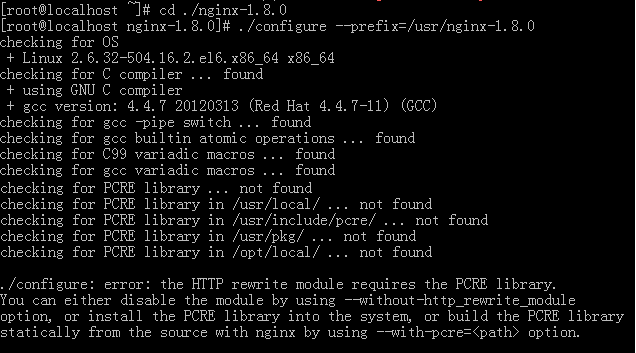 [root@localhost ~]# cd ./nginx-1.8.0
[root@localhost nginx-1.8.0]# ./configure --prefix=/usr/nginx-1.8.0
checking for OS
 + Linux 2.6.32-504.16.2.el6.x86_64 x86_64
checking for C compiler ... found
 + using GNU C compiler
 + gcc version: 4.4.7 20120313 (Red Hat 4.4.7-11) (GCC)
checking for gcc -pipe switch ... found
checking for gcc builtin atomic operations ... found
checking for C99 variadic macros ... found
checking for gcc variadic macros ... found
checking for PCRE library ... not found
checking for PCRE library in /usr/local/ ... not found
checking for PCRE library in /usr/include/pcre/ ... not found
checking for PCRE library in /usr/pkg/ ... not found
checking for PCRE library in /opt/local/ ... not found
./configure: error: the HTTP rewrite module requires the PCRE library.
You can either disable the module by using --without-http_rewrite_module
option, or install the PCRE library into the system, or build the PCRE library
statically from the source with nginx by using --with-pcre=<path> option.